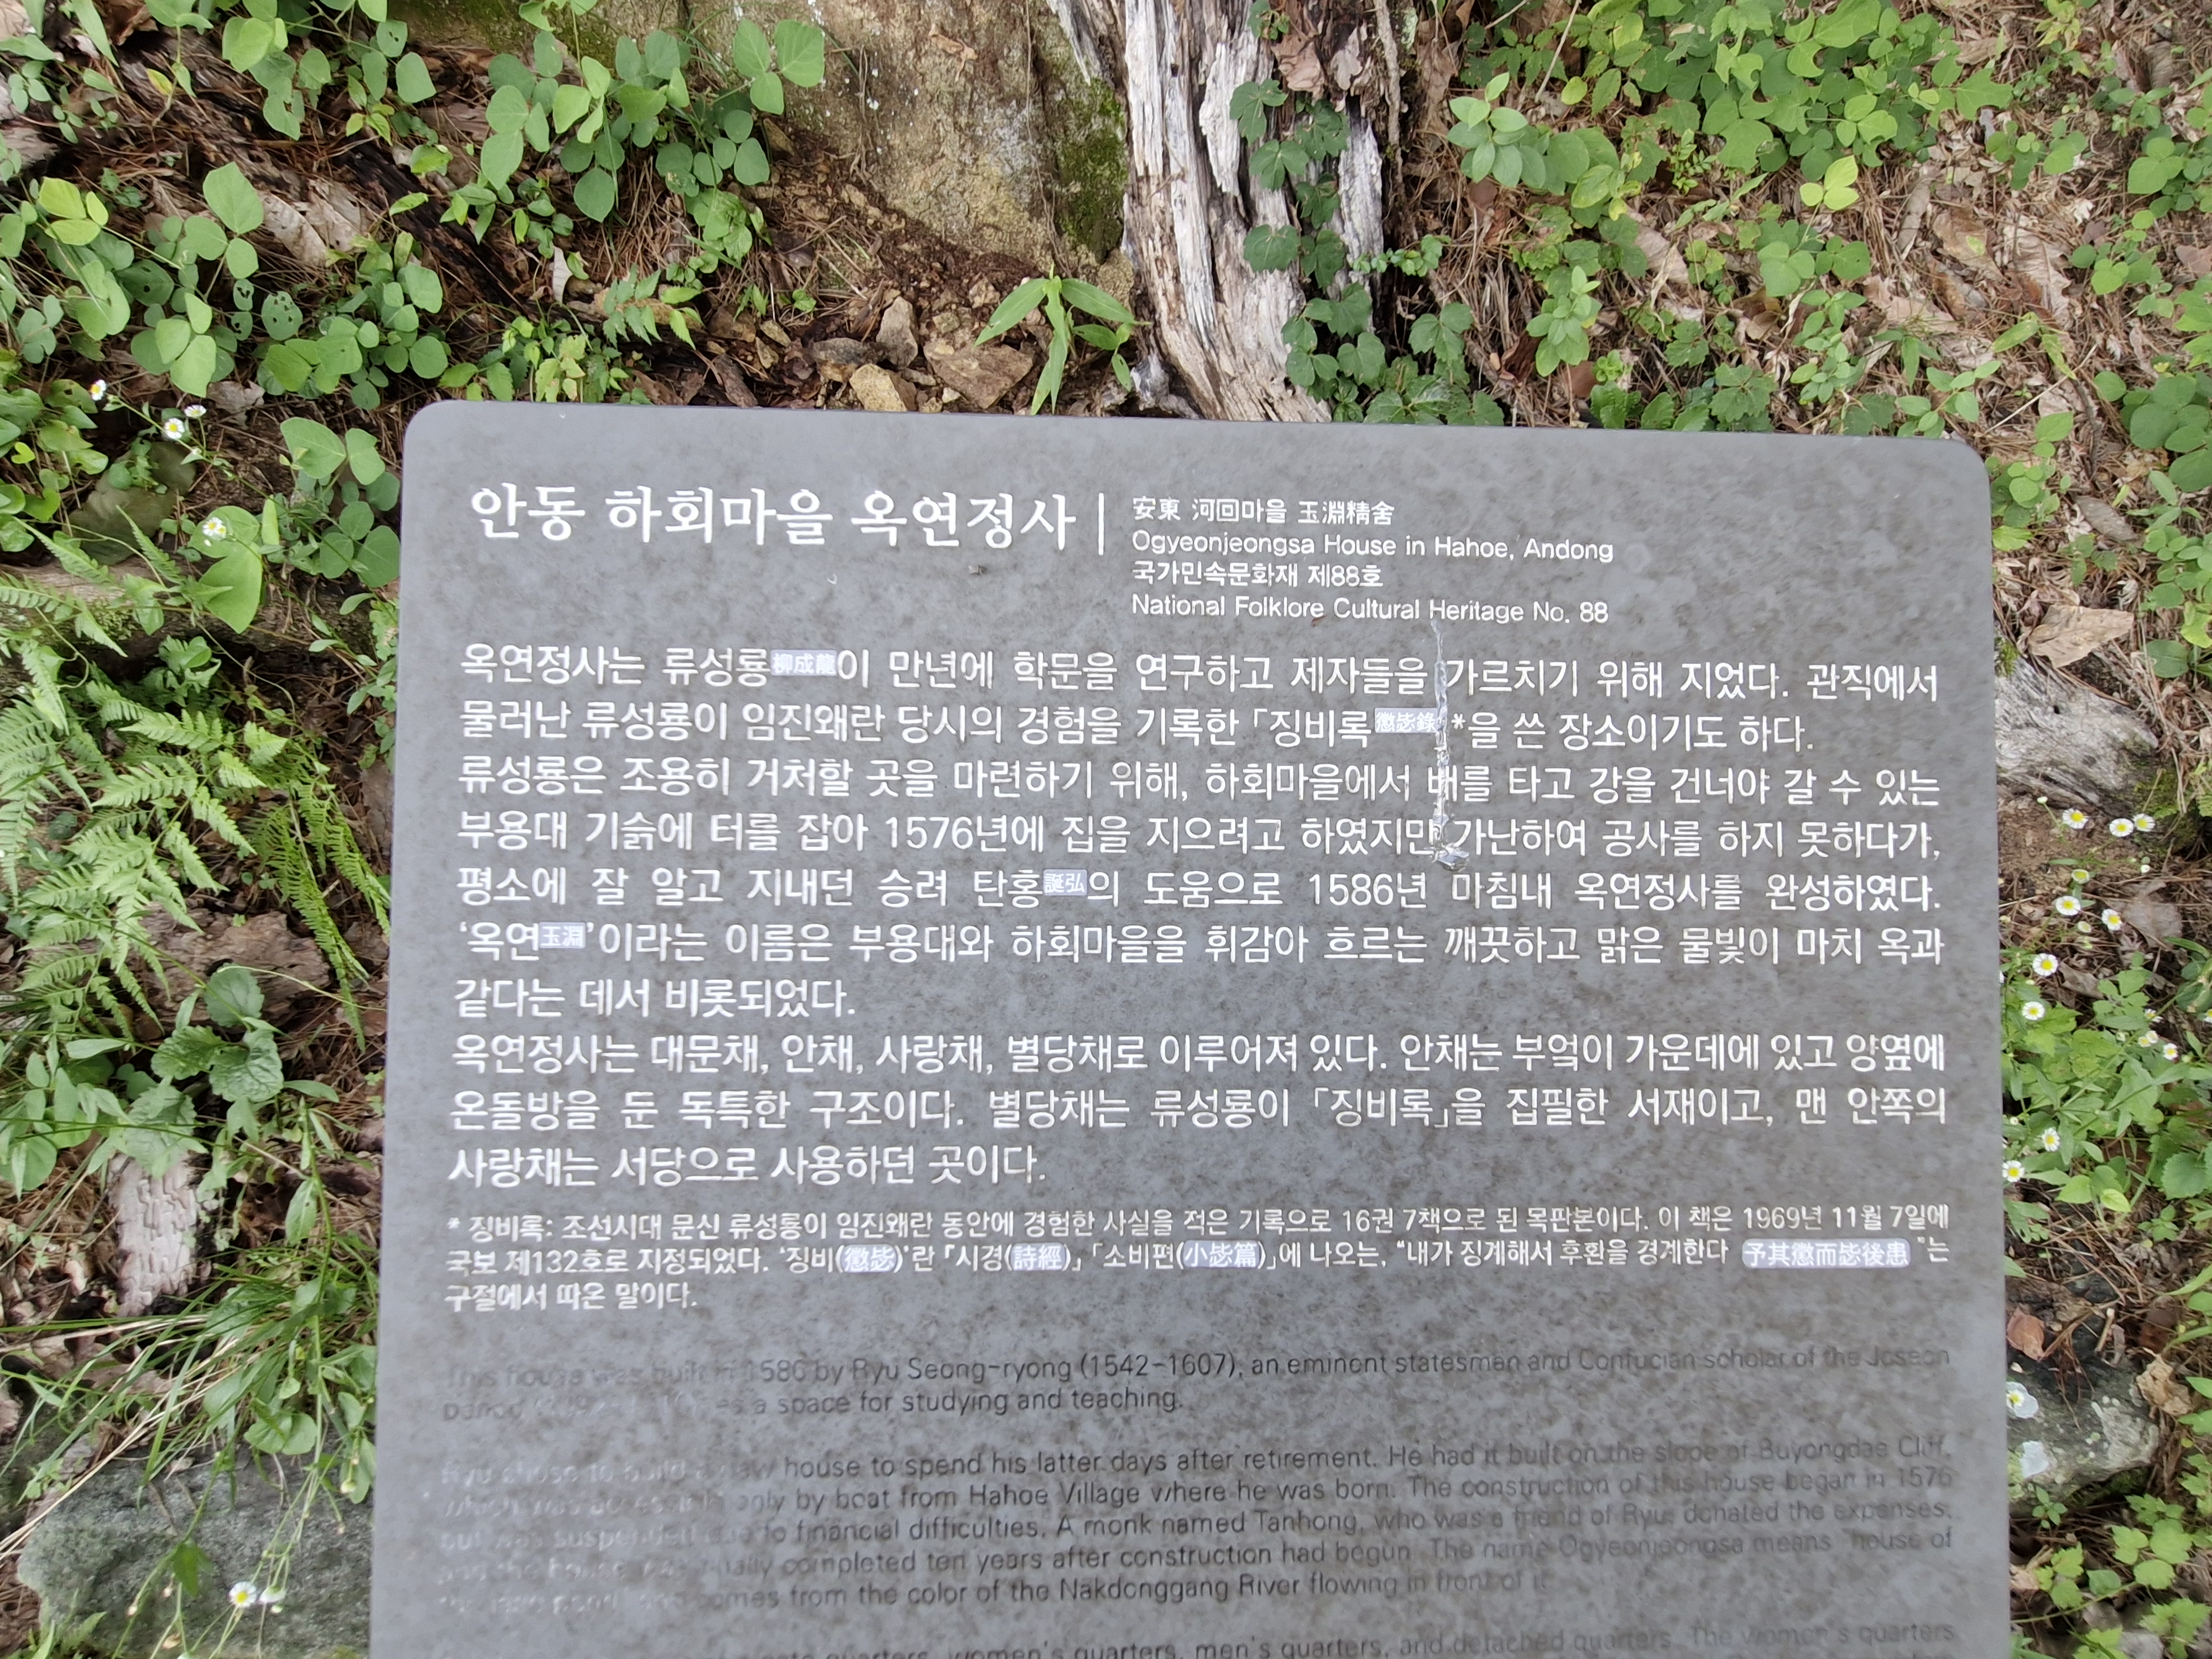 안동 하회마을 옥연정사
安東 河回마을 玉淵精舍
Ogyeonjeongsa House in Hahoe, Andong
국가민속문화재 제88호
National Folklore Cultural Heritage No. 88
옥연정사는 류성룡柳成龍이 만년에 학문을 연구하고 제자들을 가르치기 위해 지었다. 관직에서
물러난 류성룡이 임진왜란 당시의 경험을 기록한 「징비록懲毖錄」*을 쓴 장소이기도 하다.
류성룡은 조용히 거처할 곳을 마련하기 위해, 하회마을에서 배를 타고 강을 건너야 갈 수 있는
부용대 기슭에 터를 잡아 1576년에 집을 지으려고 하였지만 가난하여 공사를 하지 못하다가,
평소에 잘 알고 지내던 승려 탄홍誕弘의 도움으로 1586년 마침내 옥연정사를 완성하였다.
‘옥연玉淵’이라는 이름은 부용대와 하회마을을 휘감아 흐르는 깨끗하고 맑은 물빛이 마치 옥과
같다는 데서 비롯되었다.
옥연정사는 대문채, 안채, 사랑채, 별당채로 이루어져 있다. 안채는 부엌이 가운데에 있고 양옆에
온돌방을 둔 독특한 구조이다. 별당채는 류성룡이 「징비록」을 집필한 서재이고, 맨 안쪽의
사랑채는 서당으로 사용하던 곳이다.
* 징비록: 조선시대 문신 류성룡이 임진왜란 동안에 경험한 사실을 적은 기록으로 16권 7책으로 된 목판본이다. 이 책은 1969년 11월 7일에
국보 제132호로 지정되었다. ‘징비(懲毖)’란 『시경(詩經)』 「소비편(小毖篇)」에 나오는, “내가 징계해서 후환을 경계한다 予其懲而毖後患 ”는
구절에서 따온 말이다.
This house was built in 1586 by Ryu Seong-ryong (1542-1607), an eminent statesman and Confucian scholar of the Joseon
period as a space for studying and teaching.
Ryu chose to build a new house to spend his latter days after retirement. He had it built on the slope of Buyongdae Cliff,
which was accessible only by boat from Hahoe Village where he was born. The construction of this house began in 1576
but was suspended due to financial difficulties. A monk named Tanhong, who was a friend of Ryu, donated the expenses,
and the house was finally completed ten years after construction had begun. The name Ogyeonjeongsa means "house of
comes from the color of the Nakdonggang River flowing in front of it.
quarters, women's quarters, men's quarters, and detached quarters. The women's quarters